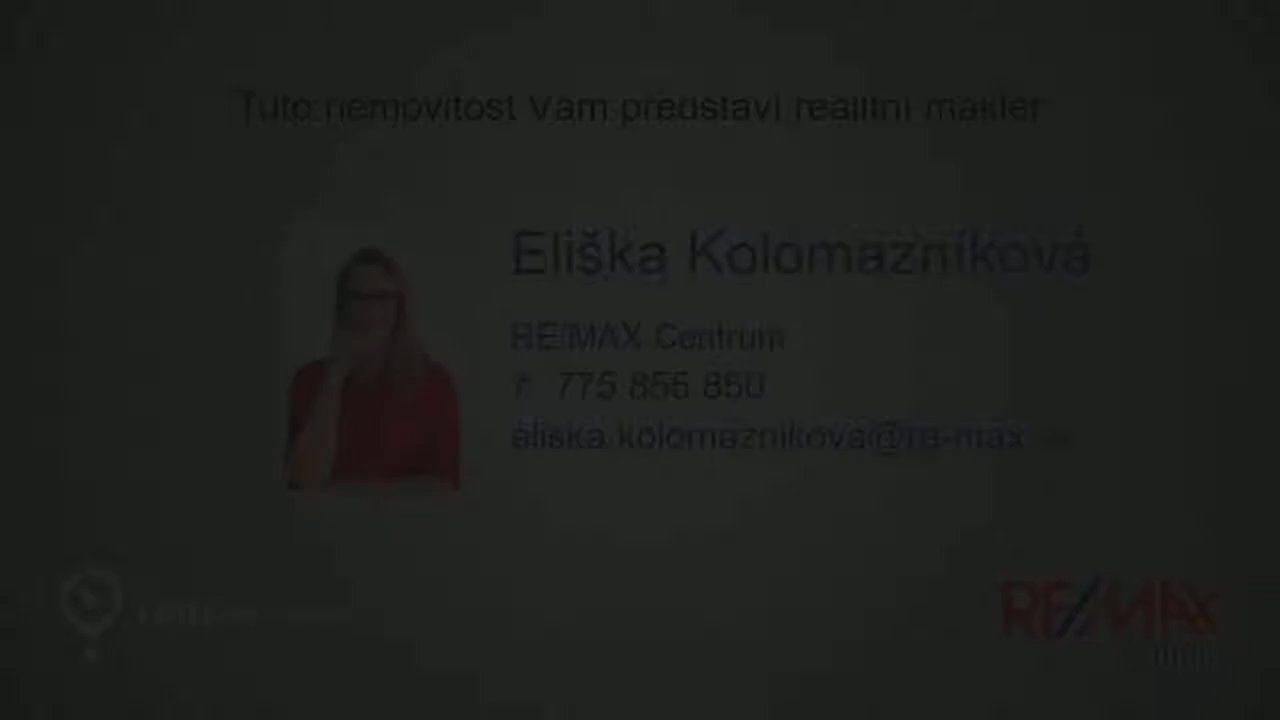 Tuto nemovitost Vám představí realitní makléř
Eliška Kolomazníková
RE/MAX Centrum
T: 775 855 850
eliska.kolomaznikova@re-max
RE/MAX